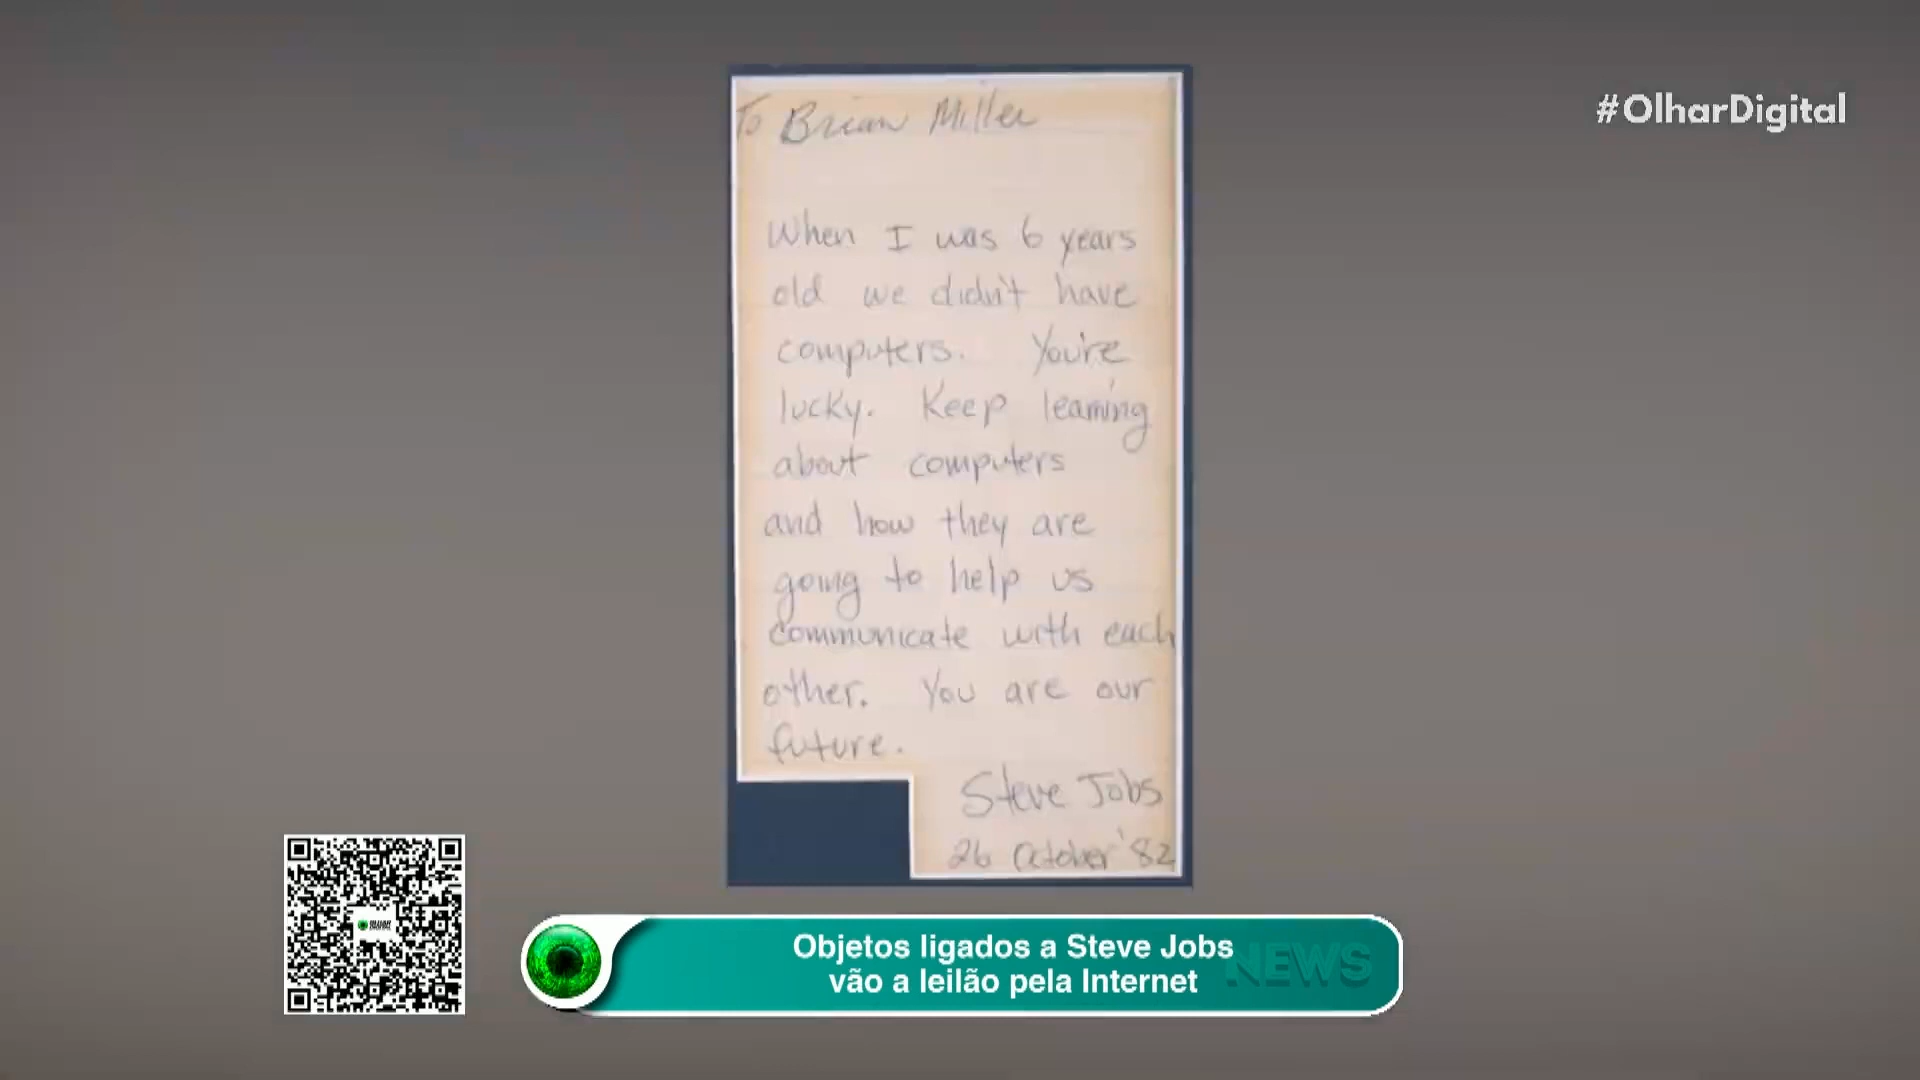 #OlharDigital
To Brian Miller
When I was 6 years
old we didn't have
computers. You're
lucky. Keep learning
about computers
and how they are
going to help us
communicate with each
other. You are our
future.
Steve Jobs
26 October '82
Objetos ligados a Steve Jobs
vão a leilão pela Internet
NEWS